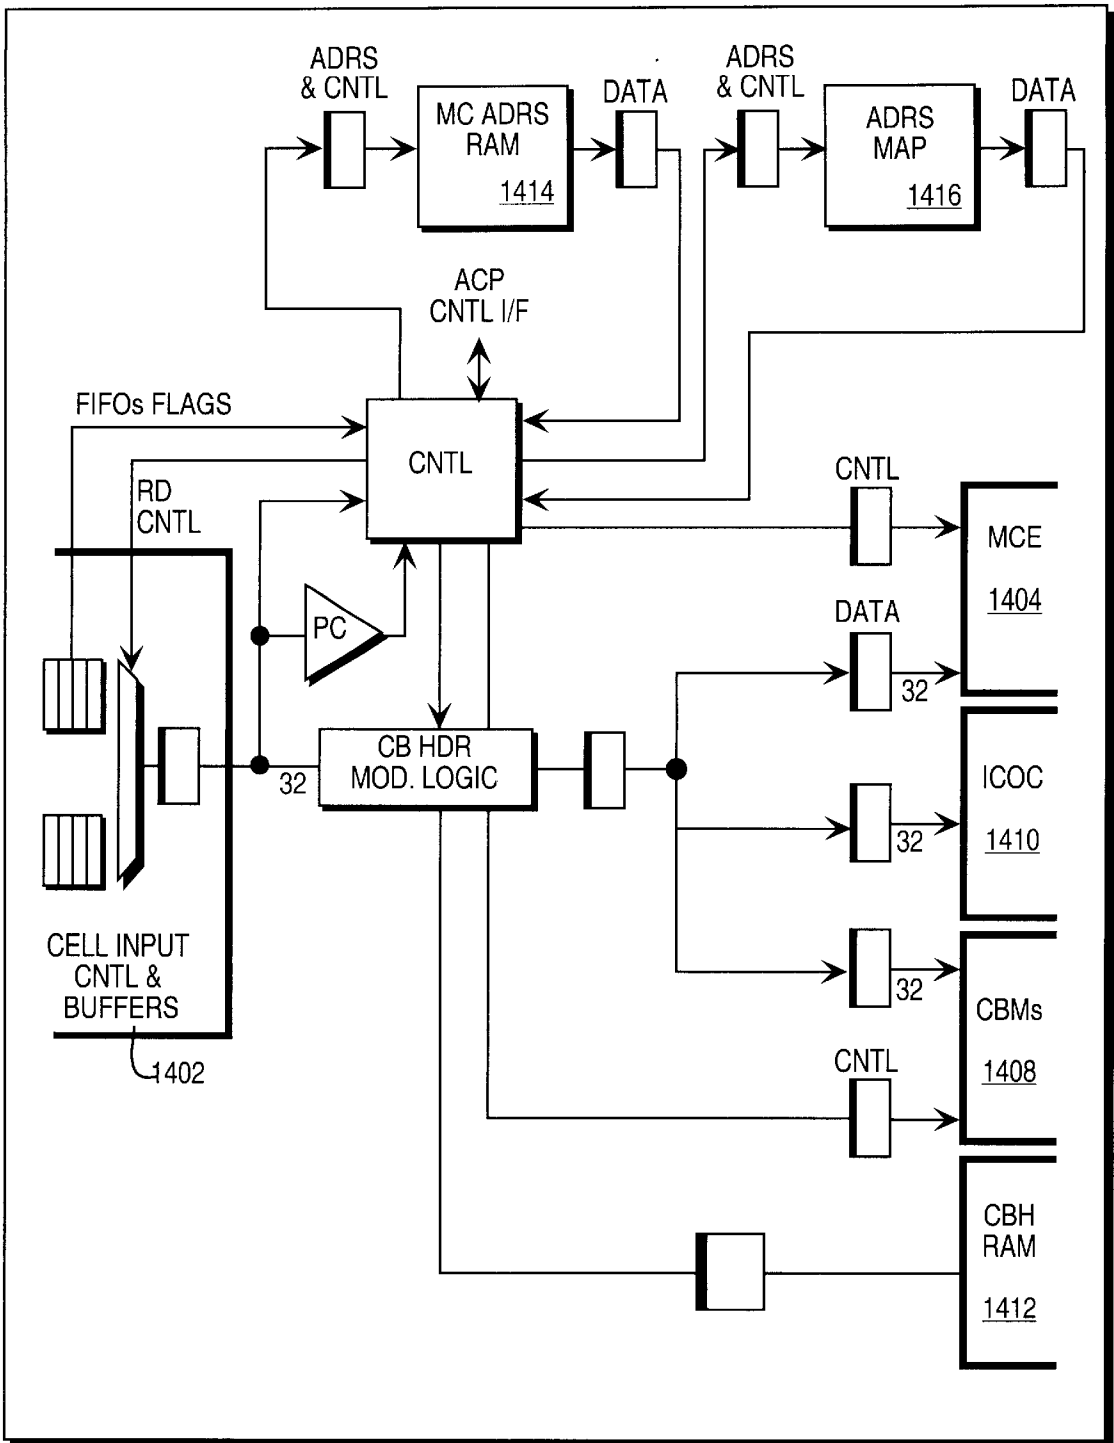 ADRS
& CNTL
MC ADRS
RAM
1414
DATA
ADRS
& CNTL
ADRS
MAP
1416
DATA
ACP
CNTL I/F
FIFOs FLAGS
CNTL
RD
CNTL
CNTL
MCE
1404
PC
DATA
32
CB HDR
MOD. LOGIC
32
ICOC
1410
32
CELL INPUT
CNTL &
BUFFERS
1402
32
CBMs
1408
CNTL
CBH
RAM
1412